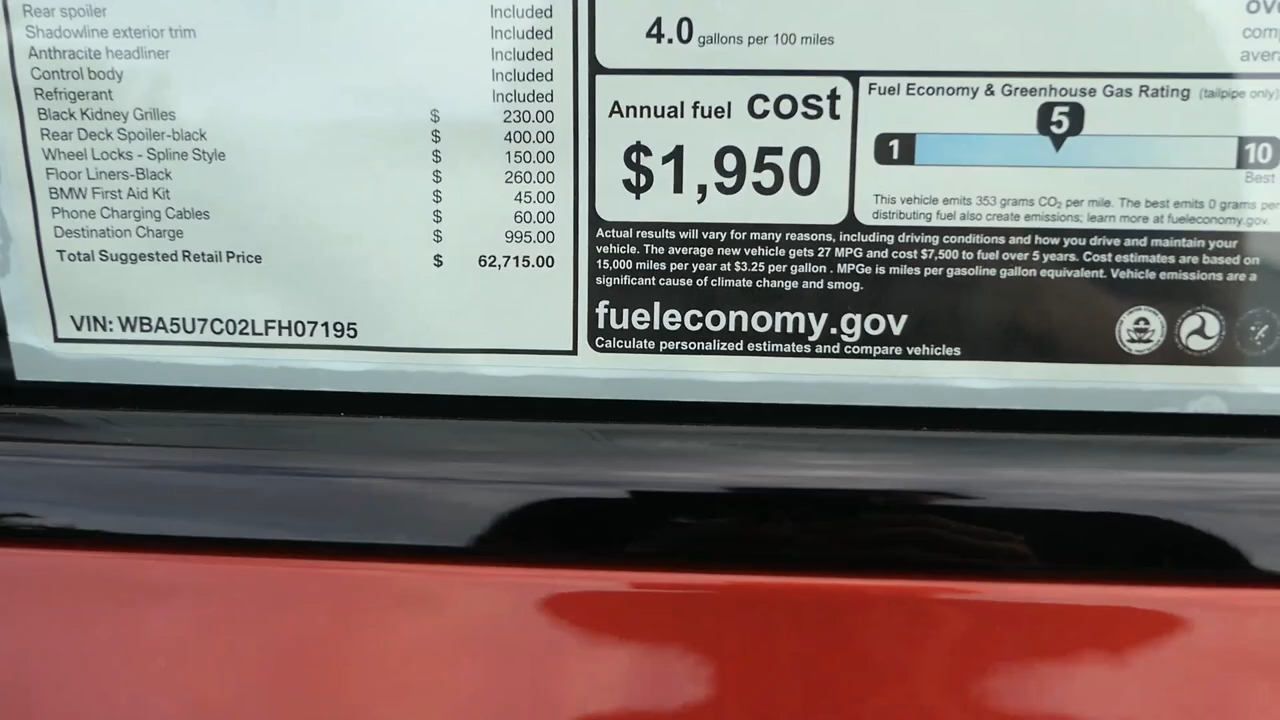 Rear spoiler Included
Shadowline exterior trim Included
Anthracite headliner Included
Control body Included
Refrigerant Included
Black Kidney Grilles $ 230.00
Rear Deck Spoiler-black $ 400.00
Wheel Locks - Spline Style $ 150.00
Floor Liners-Black $ 260.00
BMW First Aid Kit $ 45.00
Phone Charging Cables $ 60.00
Destination Charge $ 995.00
Total Suggested Retail Price $ 62,715.00
VIN: WBA5U7C02LFH07195
4.0 gallons per 100 miles
Annual fuel cost
$1,950
Fuel Economy & Greenhouse Gas Rating (tailpipe only)
5
1
10
Best
This vehicle emits 353 grams CO2 per mile. The best emits 0 grams per
distributing fuel also create emissions; learn more at fueleconomy.gov.
Actual results will vary for many reasons, including driving conditions and how you drive and maintain your
vehicle. The average new vehicle gets 27 MPG and cost $7,500 to fuel over 5 years. Cost estimates are based on
15,000 miles per year at $3.25 per gallon . MPGe is miles per gasoline gallon equivalent. Vehicle emissions are a
significant cause of climate change and smog.
fueleconomy.gov
Calculate personalized estimates and compare vehicles